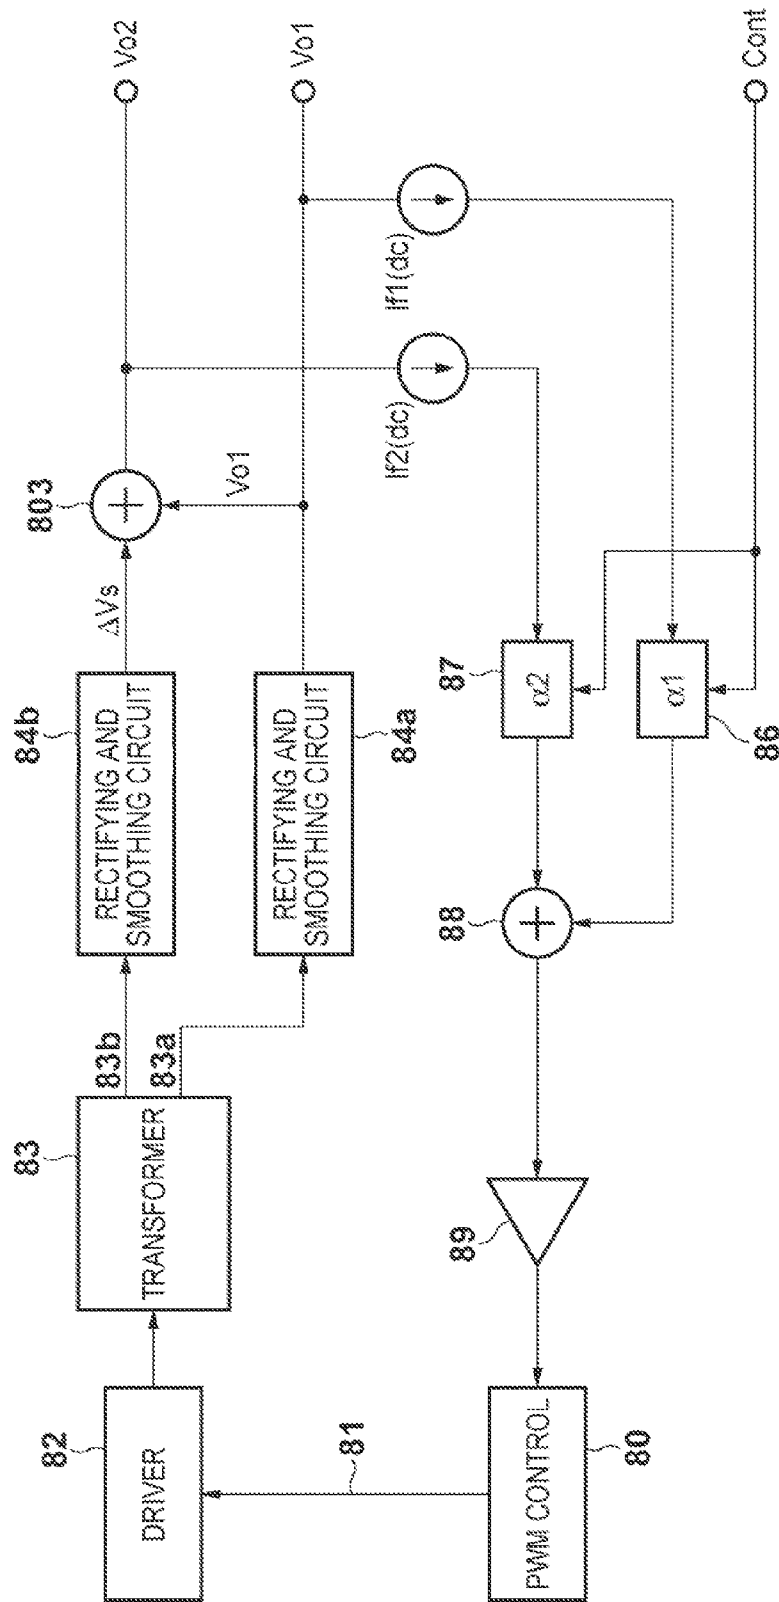 82
DRIVER
81
PWM CONTROL
80
83
TRANSFORMER
83b
83a
89
84b
RECTIFYING AND
SMOOTHING CIRCUIT
RECTIFYING AND
SMOOTHING CIRCUIT
84a
88
ΔVs
803
Vo1
87
α2
α1
86
If2(dc)
If1(dc)
Vo2
Vo1
Cont